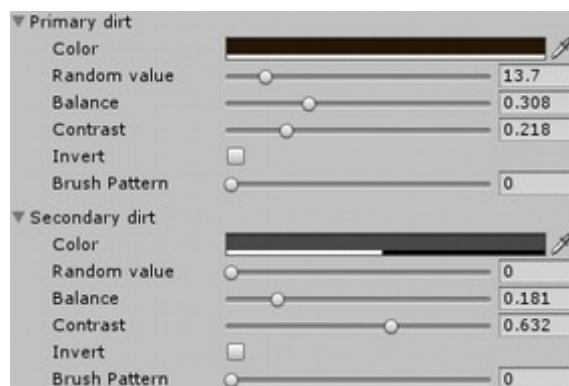 Primary dirt
Color
Random value 13.7
Balance 0.308
Contrast 0.218
Invert
Brush Pattern 0
Secondary dirt
Color
Random value 0
Balance 0.181
Contrast 0.632
Invert
Brush Pattern 0